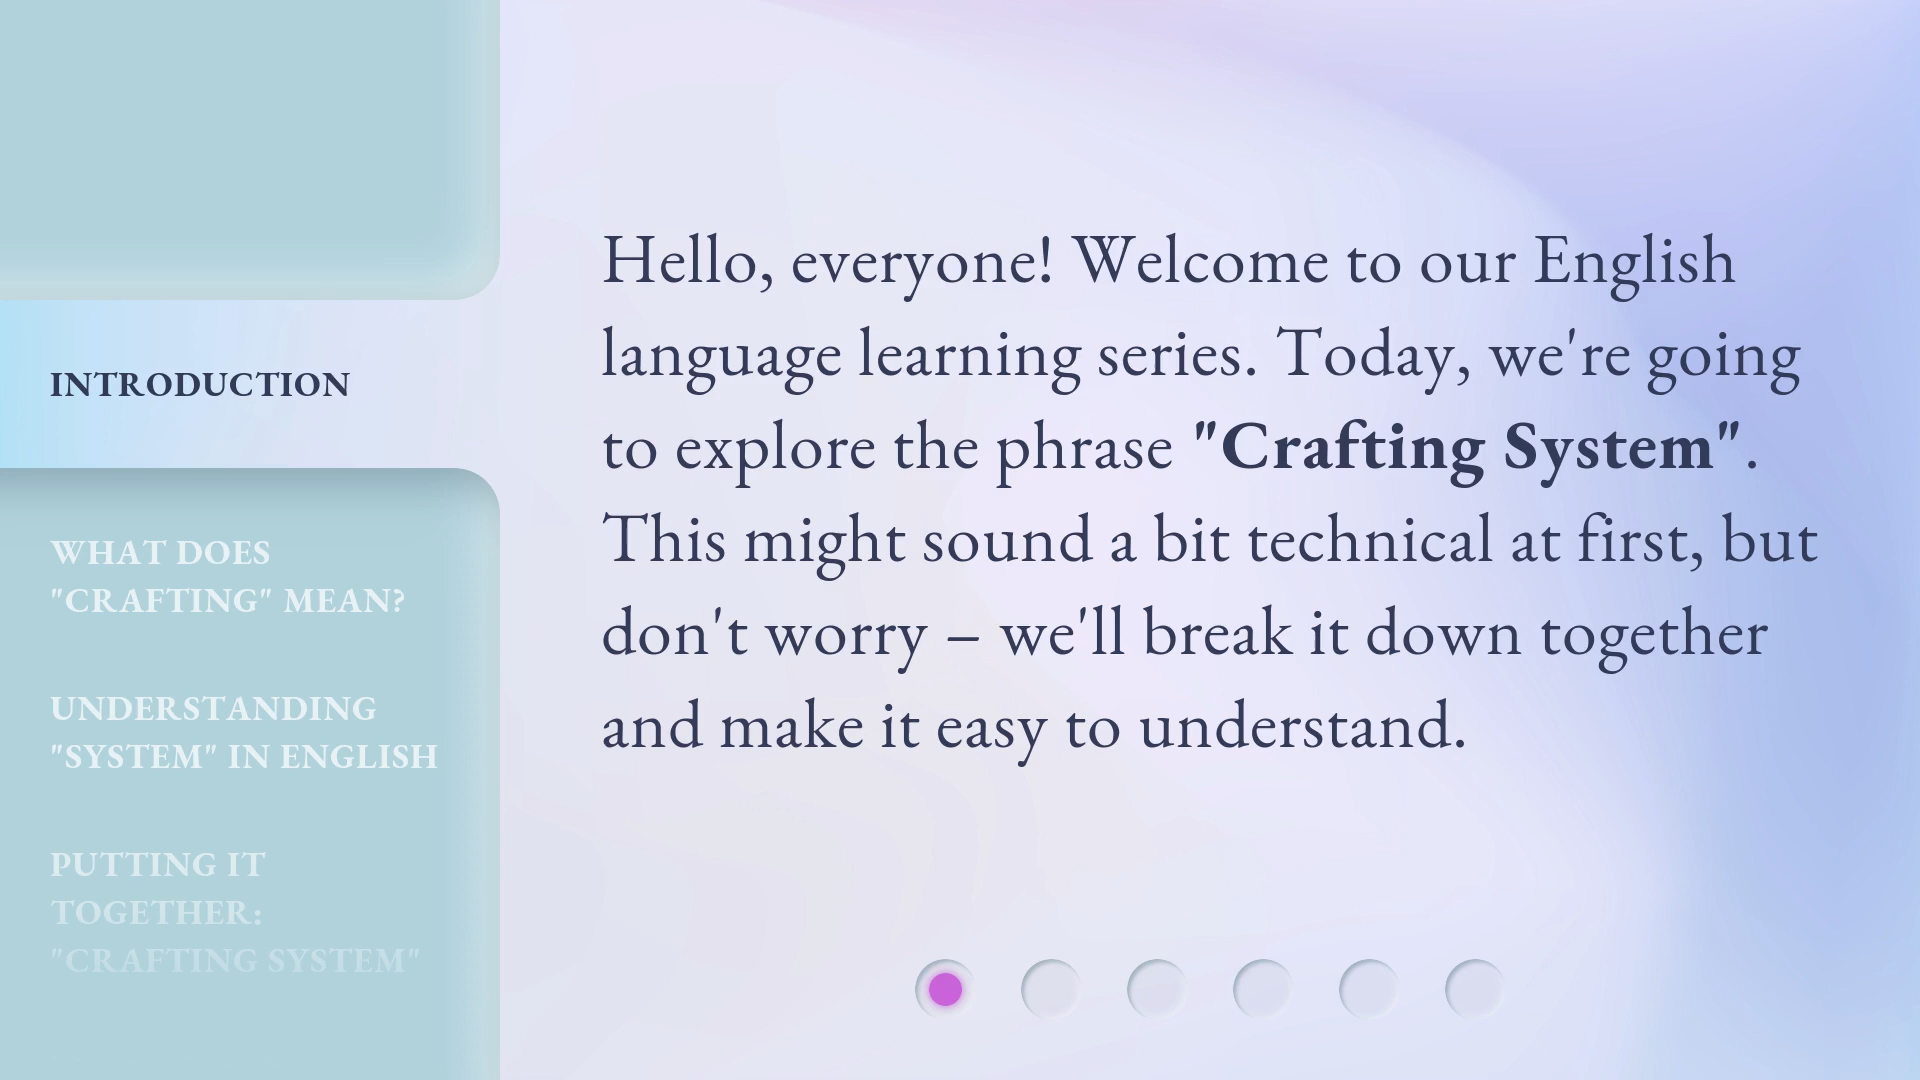 INTRODUCTION
WHAT DOES
"CRAFTING" MEAN?
UNDERSTANDING
"SYSTEM" IN ENGLISH
PUTTING IT
TOGETHER:
"CRAFTING SYSTEM"
Hello, everyone! Welcome to our English
language learning series. Today, we're going
to explore the phrase "Crafting System".
This might sound a bit technical at first, but
don't worry – we'll break it down together
and make it easy to understand.